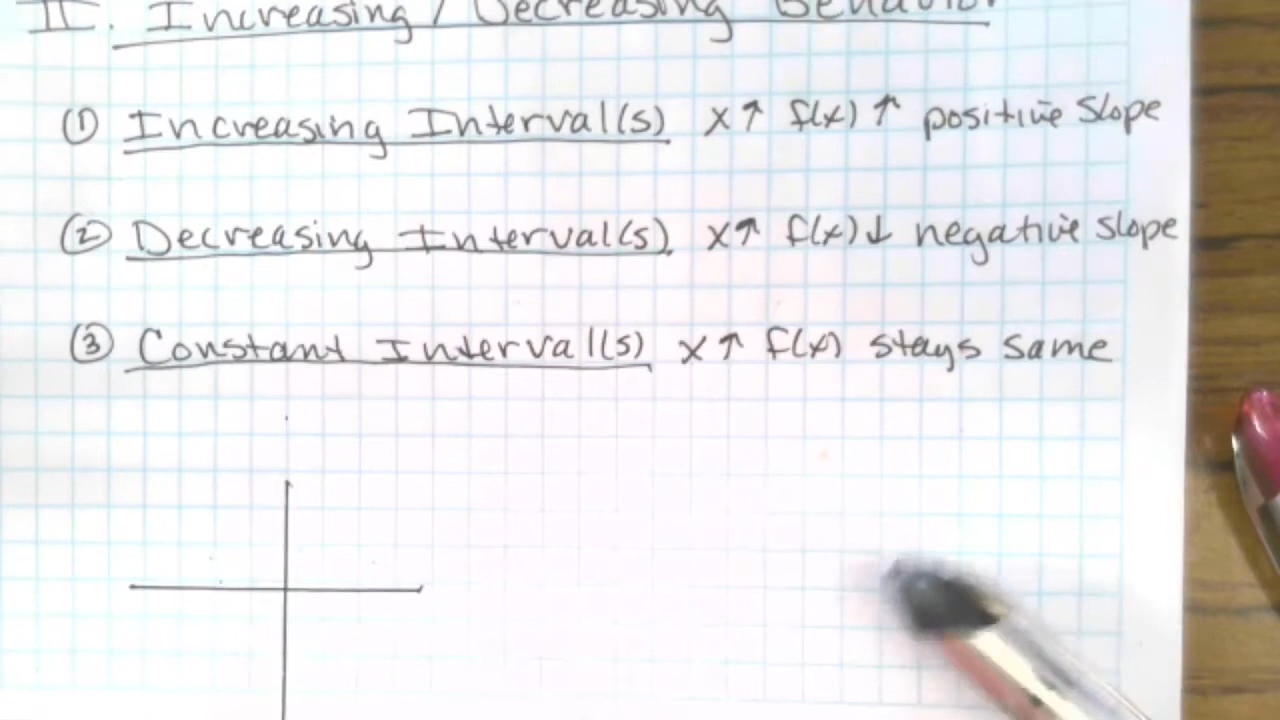 II. Increasing / Decreasing Behavior
(1) Increasing Interval(s) x↑ f(x)↑ positive slope
(2) Decreasing Interval(s) x↑ f(x)↓ negative slope
(3) Constant Interval(s) x↑ f(x) stays same